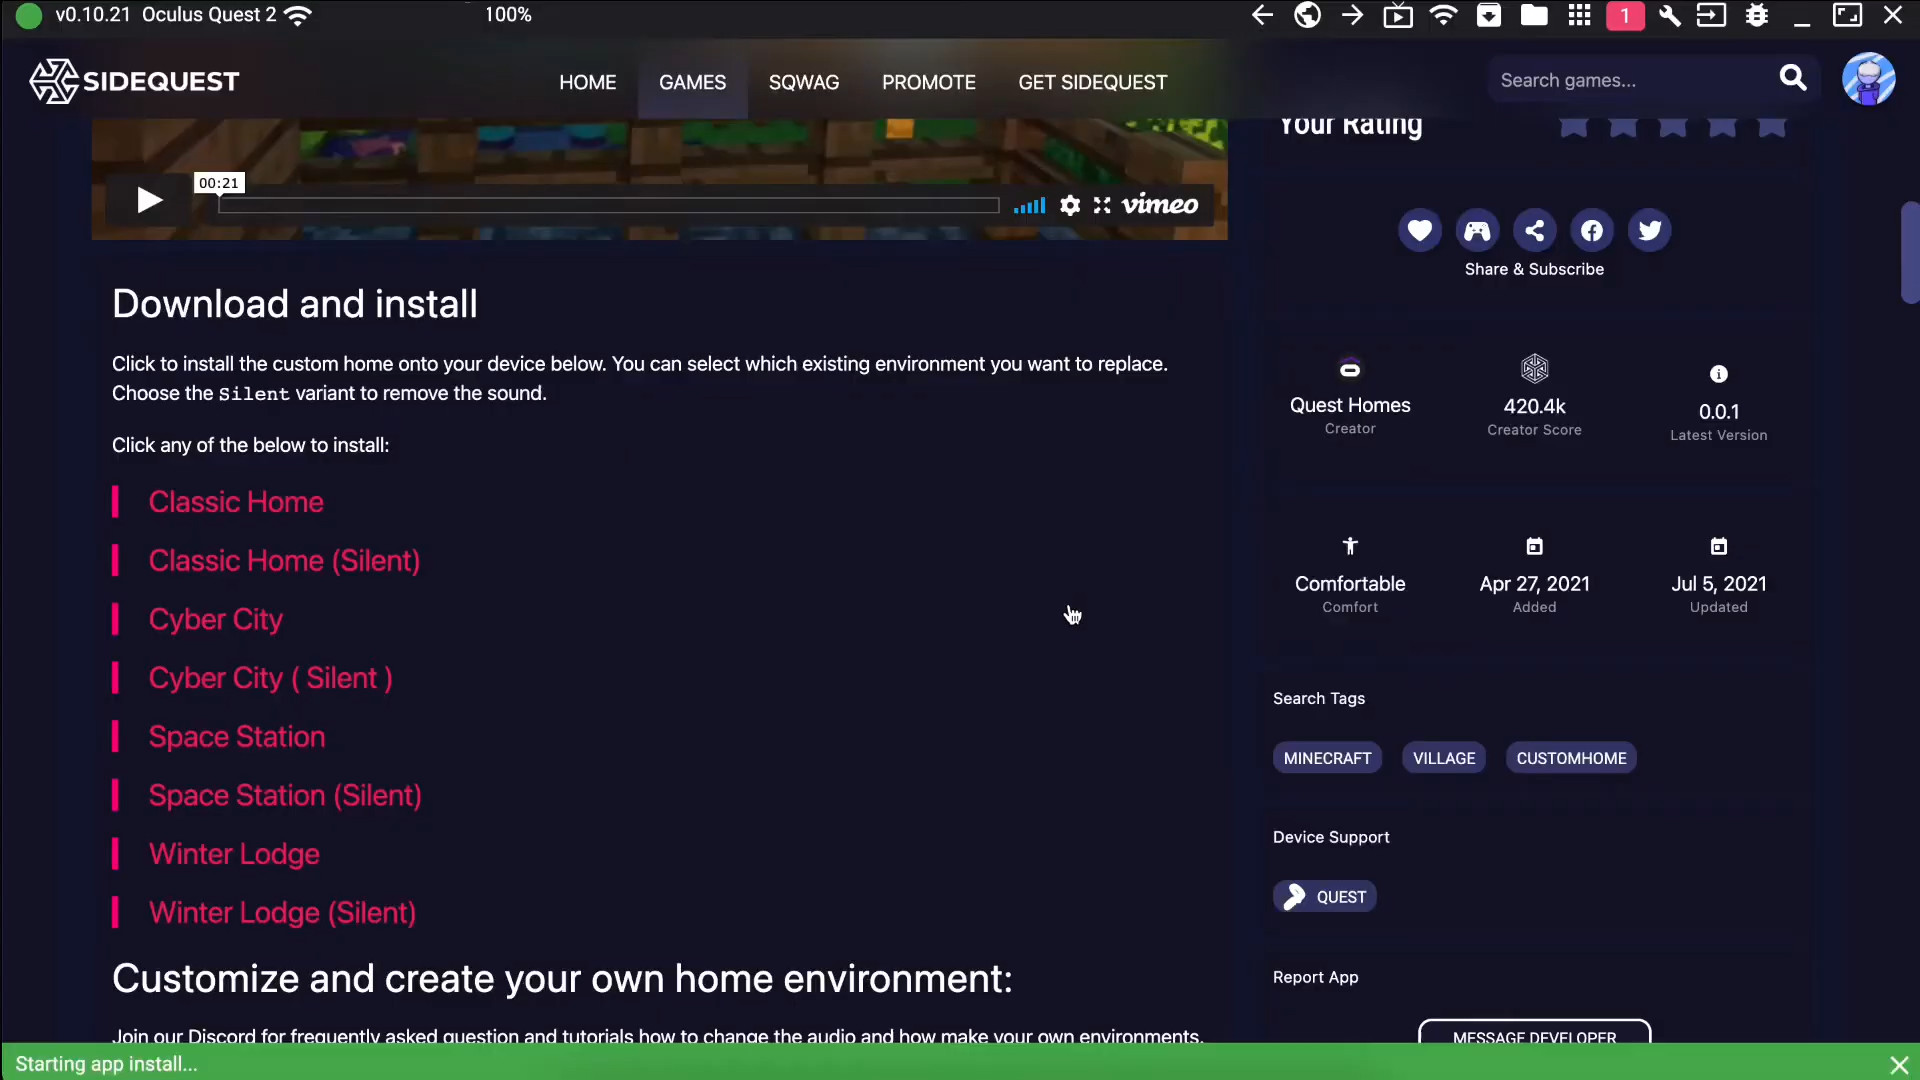 v0.10.21 Oculus Quest 2
100%
1
SIDEQUEST
HOME
GAMES
SQWAG
PROMOTE
GET SIDEQUEST
Search games...
00:21
vimeo
Download and install
Click to install the custom home onto your device below. You can select which existing environment you want to replace.
Choose the Silent variant to remove the sound.
Click any of the below to install:
Classic Home
Classic Home (Silent)
Cyber City
Cyber City ( Silent )
Space Station
Space Station (Silent)
Winter Lodge
Winter Lodge (Silent)
Customize and create your own home environment:
Join our Discord for frequently asked question and tutorials how to change the audio and how make your own environments.
Your Rating
Share & Subscribe
Quest Homes
Creator
420.4k
Creator Score
0.0.1
Latest Version
Comfortable
Comfort
Apr 27, 2021
Added
Jul 5, 2021
Updated
Search Tags
MINECRAFT
VILLAGE
CUSTOMHOME
Device Support
QUEST
Report App
MESSAGE DEVELOPER
Starting app install...